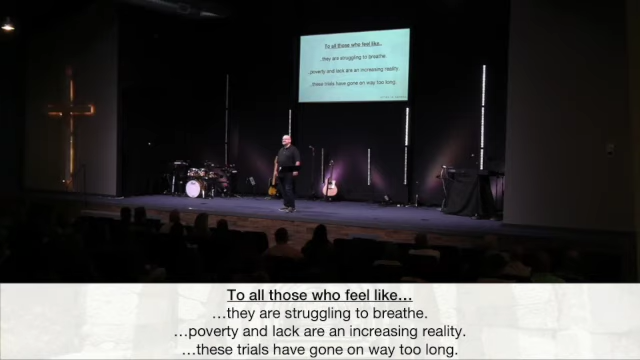 To all those who feel like..
..they are struggling to breathe.
..poverty and lack are an increasing reality.
..these trials have gone on way too long.
To all those who feel like…
…they are struggling to breathe.
…poverty and lack are an increasing reality.
…these trials have gone on way too long.